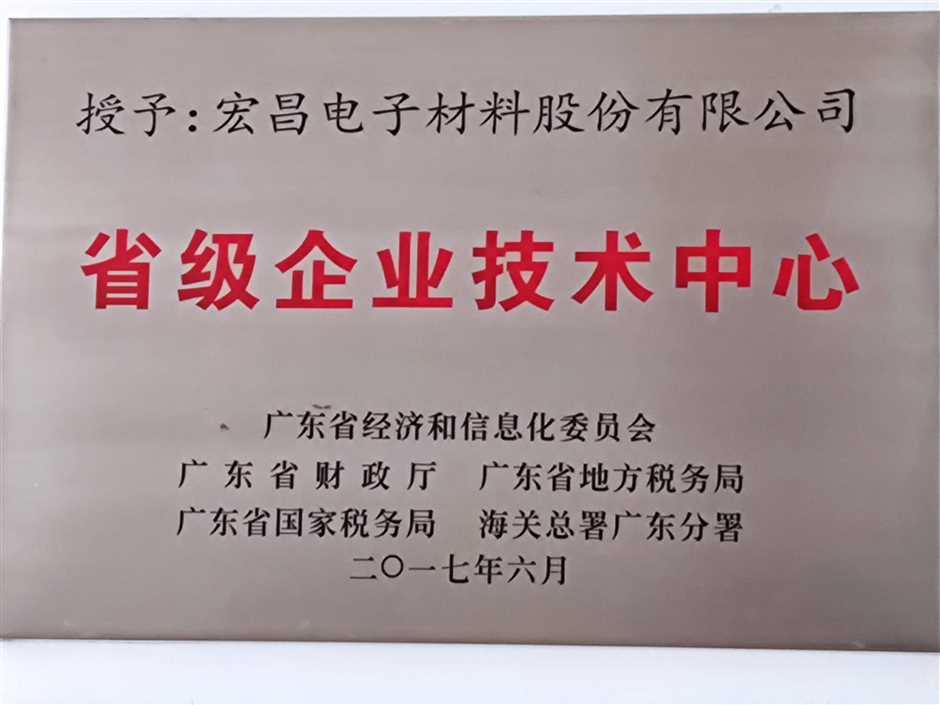 授予:宏昌电子材料股份有限公司
省级企业技术中心
广东省经济和信息化委员会
广东省财政厅 广东省地方税务局
广东省国家税务局 海关总署广东分署
二〇一七年六月